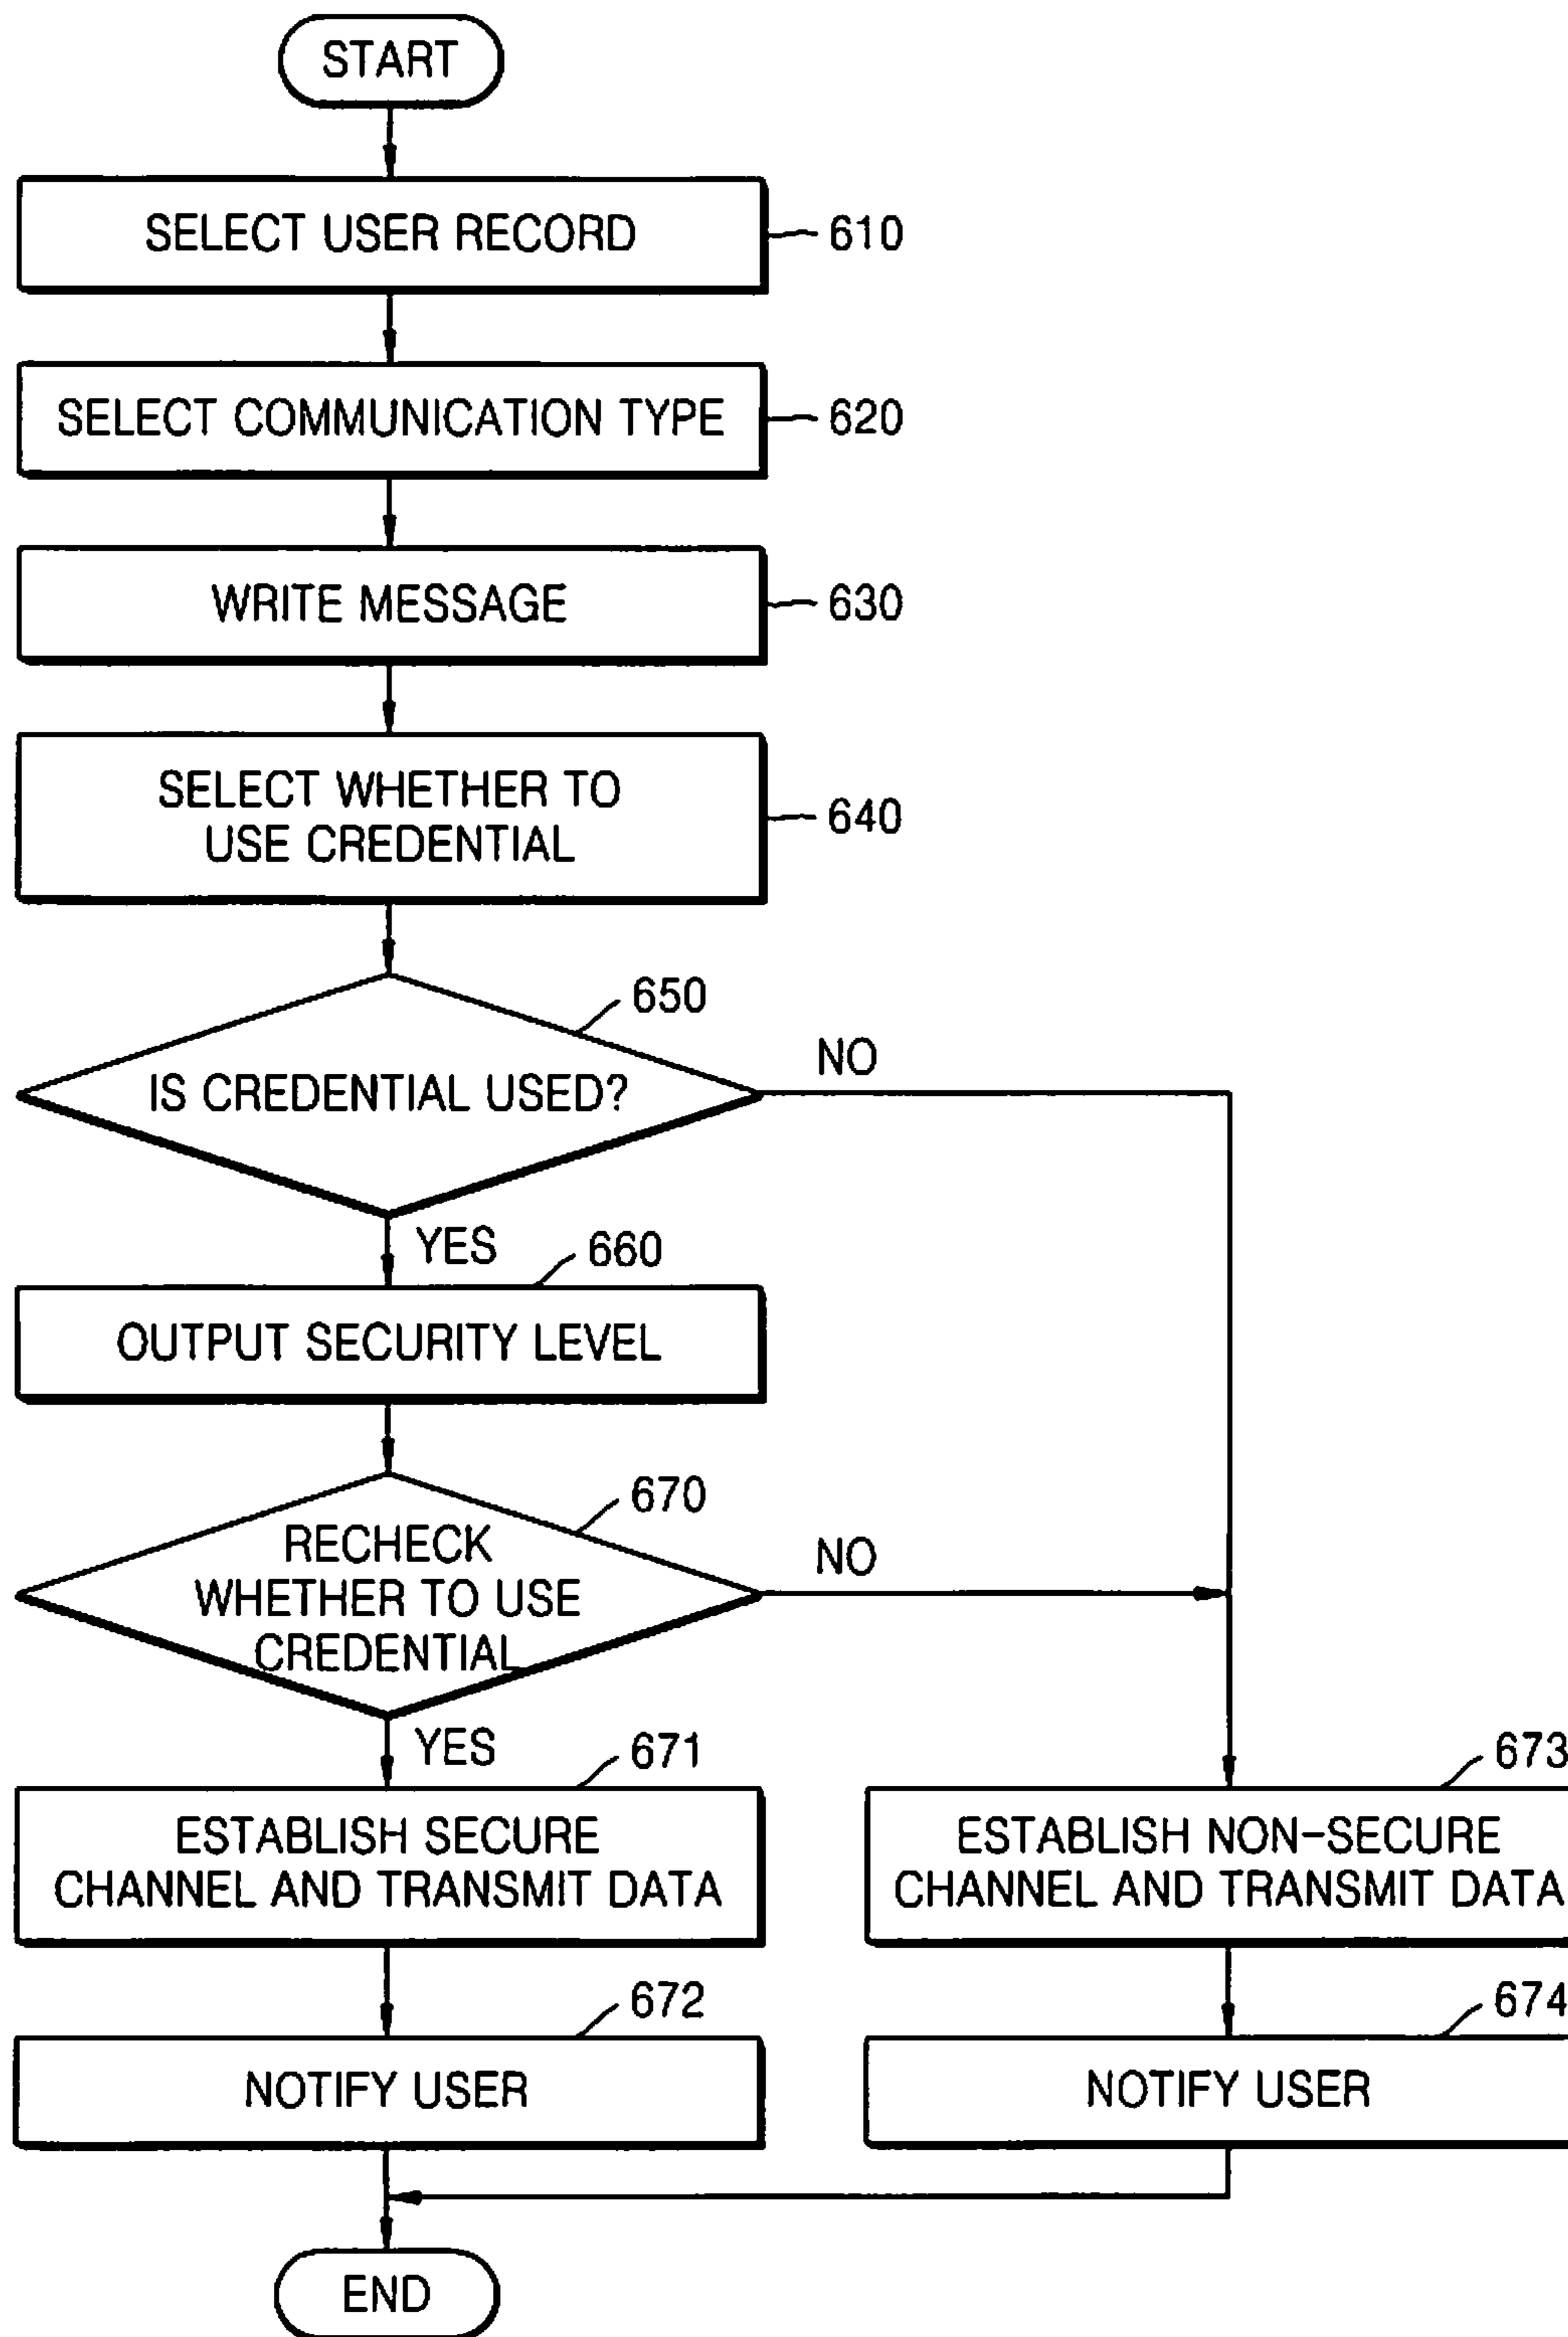 START
SELECT USER RECORD
610
SELECT COMMUNICATION TYPE
620
WRITE MESSAGE
630
SELECT WHETHER TO
USE CREDENTIAL
640
650
IS CREDENTIAL USED?
NO
YES
660
OUTPUT SECURITY LEVEL
670
RECHECK
WHETHER TO USE
CREDENTIAL
NO
YES
671
ESTABLISH SECURE
CHANNEL AND TRANSMIT DATA
673
ESTABLISH NON-SECURE
CHANNEL AND TRANSMIT DATA
672
NOTIFY USER
674
NOTIFY USER
END